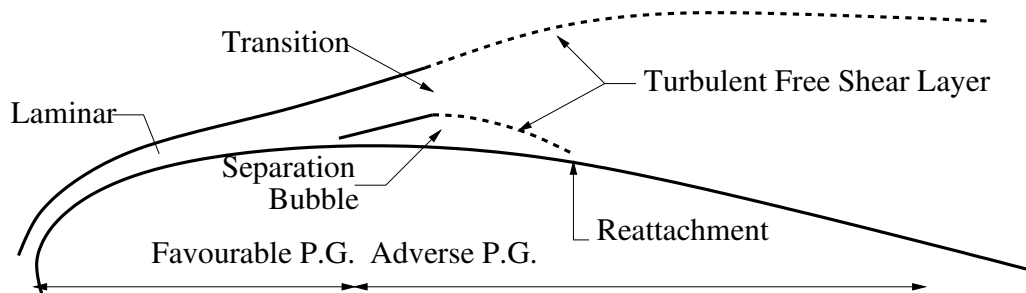 Transition
Turbulent Free Shear Layer
Laminar
Separation
Bubble
Reattachment
Favourable P.G. Adverse P.G.